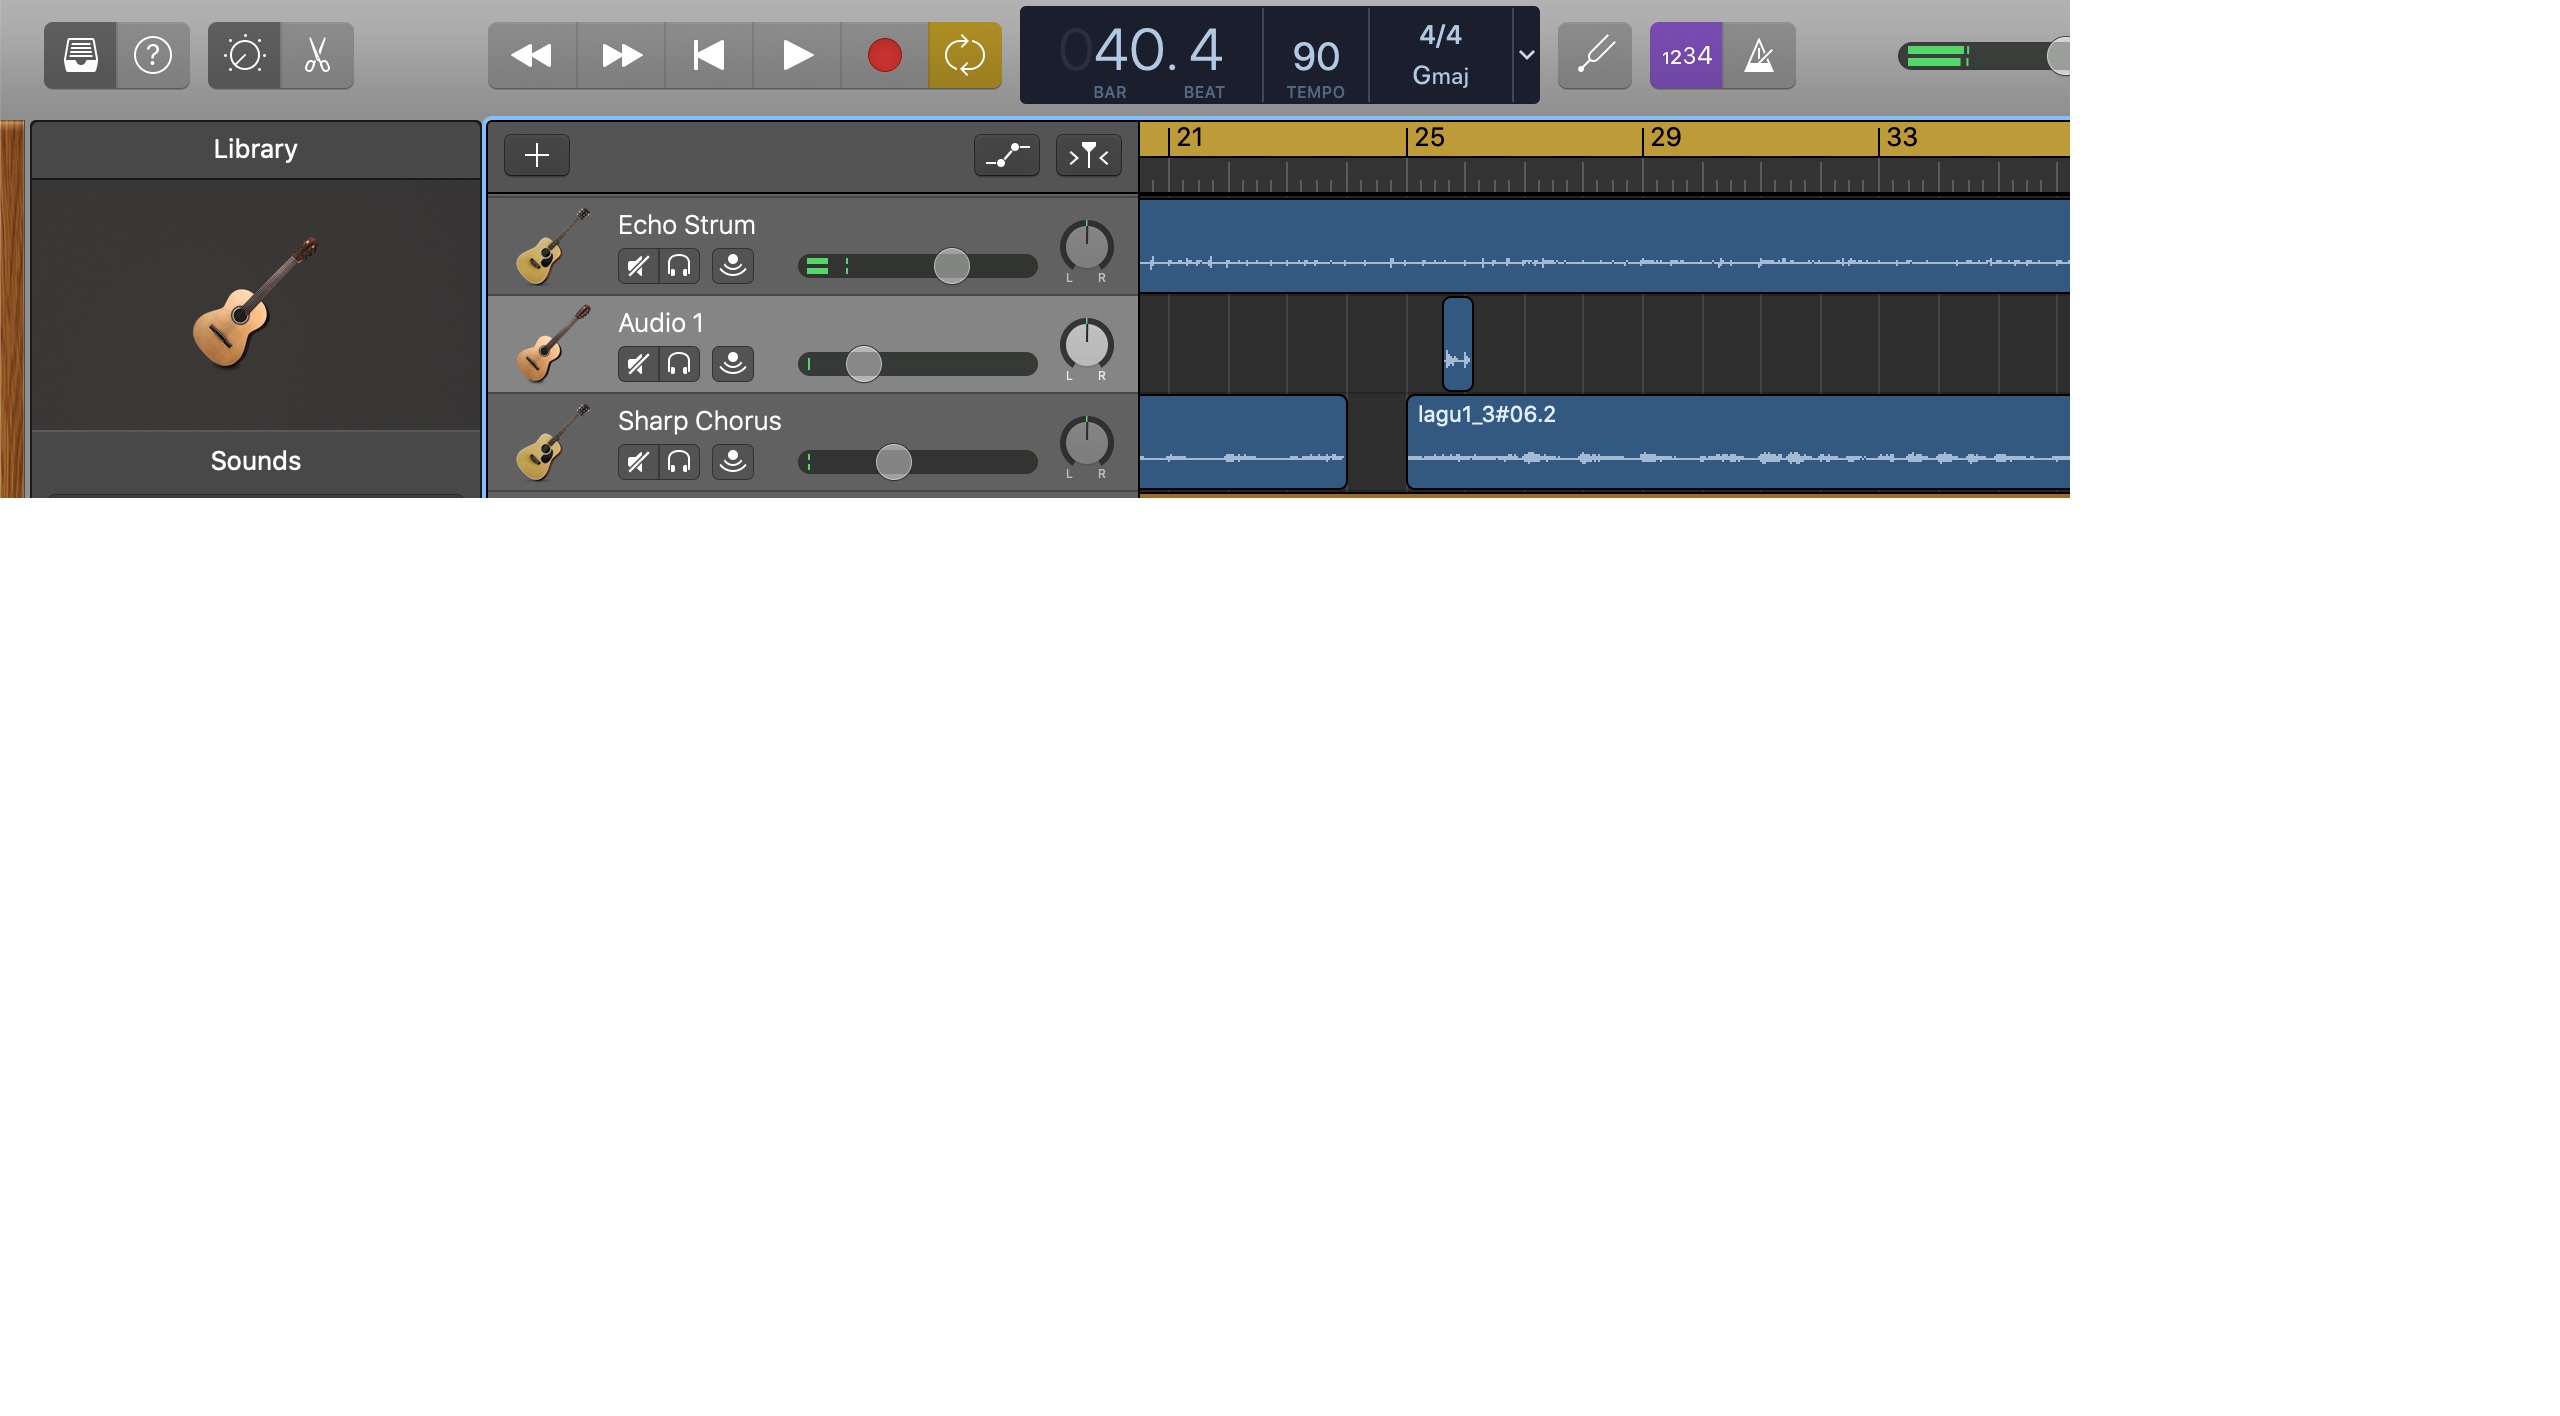 040. 4
BAR BEAT
90
TEMPO
4/4
Gmaj
1234
?
Library
21 25 29 33
Echo Strum
L R
Audio 1
L R
Sharp Chorus
L R
lagu1_3#06.2
Sounds